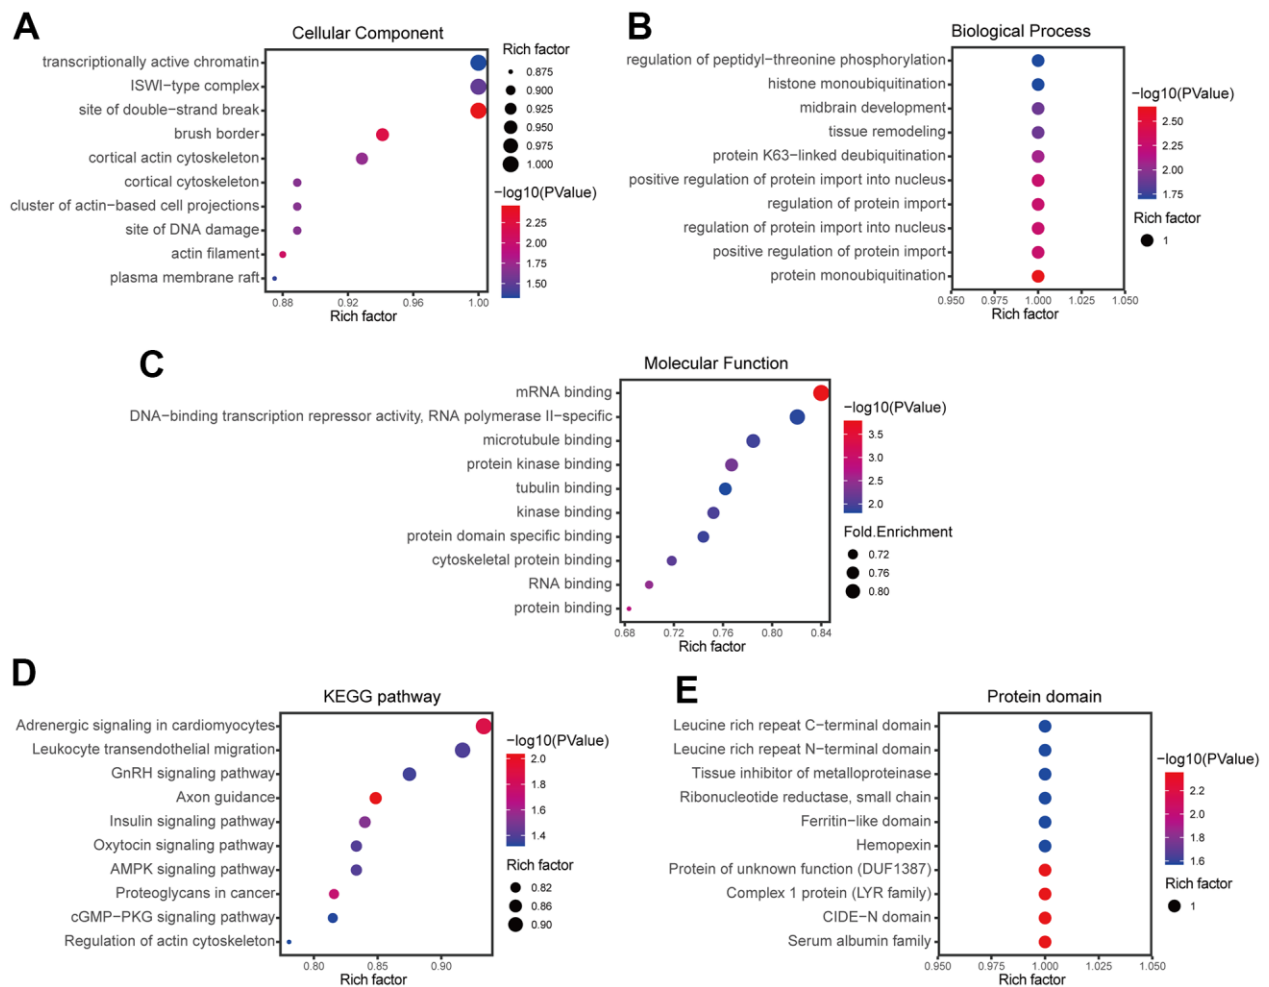 A
Cellular Component
transcriptionally active chromatin
ISWI−type complex
site of double−strand break
brush border
cortical actin cytoskeleton
cortical cytoskeleton
cluster of actin−based cell projections
site of DNA damage
actin filament
plasma membrane raft
0.88 0.92 0.96 1.00
Rich factor
Rich factor
0.875
0.900
0.925
0.950
0.975
1.000
−log10(PValue)
2.25
2.00
1.75
1.50
B
Biological Process
regulation of peptidyl−threonine phosphorylation
histone monoubiquitination
midbrain development
tissue remodeling
protein K63−linked deubiquitination
positive regulation of protein import into nucleus
regulation of protein import
regulation of protein import into nucleus
positive regulation of protein import
protein monoubiquitination
0.950 0.975 1.000 1.025 1.050
Rich factor
−log10(PValue)
2.50
2.25
2.00
1.75
Rich factor
1
C
Molecular Function
mRNA binding
DNA−binding transcription repressor activity, RNA polymerase II−specific
microtubule binding
protein kinase binding
tubulin binding
kinase binding
protein domain specific binding
cytoskeletal protein binding
RNA binding
protein binding
0.68 0.72 0.76 0.80 0.84
Rich factor
−log10(PValue)
3.5
3.0
2.5
2.0
Fold.Enrichment
0.72
0.76
0.80
D
KEGG pathway
Adrenergic signaling in cardiomyocytes
Leukocyte transendothelial migration
GnRH signaling pathway
Axon guidance
Insulin signaling pathway
Oxytocin signaling pathway
AMPK signaling pathway
Proteoglycans in cancer
cGMP−PKG signaling pathway
Regulation of actin cytoskeleton
0.80 0.85 0.90
Rich factor
−log10(PValue)
2.0
1.8
1.6
1.4
Rich factor
0.82
0.86
0.90
E
Protein domain
Leucine rich repeat C−terminal domain
Leucine rich repeat N−terminal domain
Tissue inhibitor of metalloproteinase
Ribonucleotide reductase, small chain
Ferritin−like domain
Hemopexin
Protein of unknown function (DUF1387)
Complex 1 protein (LYR family)
CIDE−N domain
Serum albumin family
0.950 0.975 1.000 1.025 1.050
Rich factor
−log10(PValue)
2.2
2.0
1.8
1.6
Rich factor
1